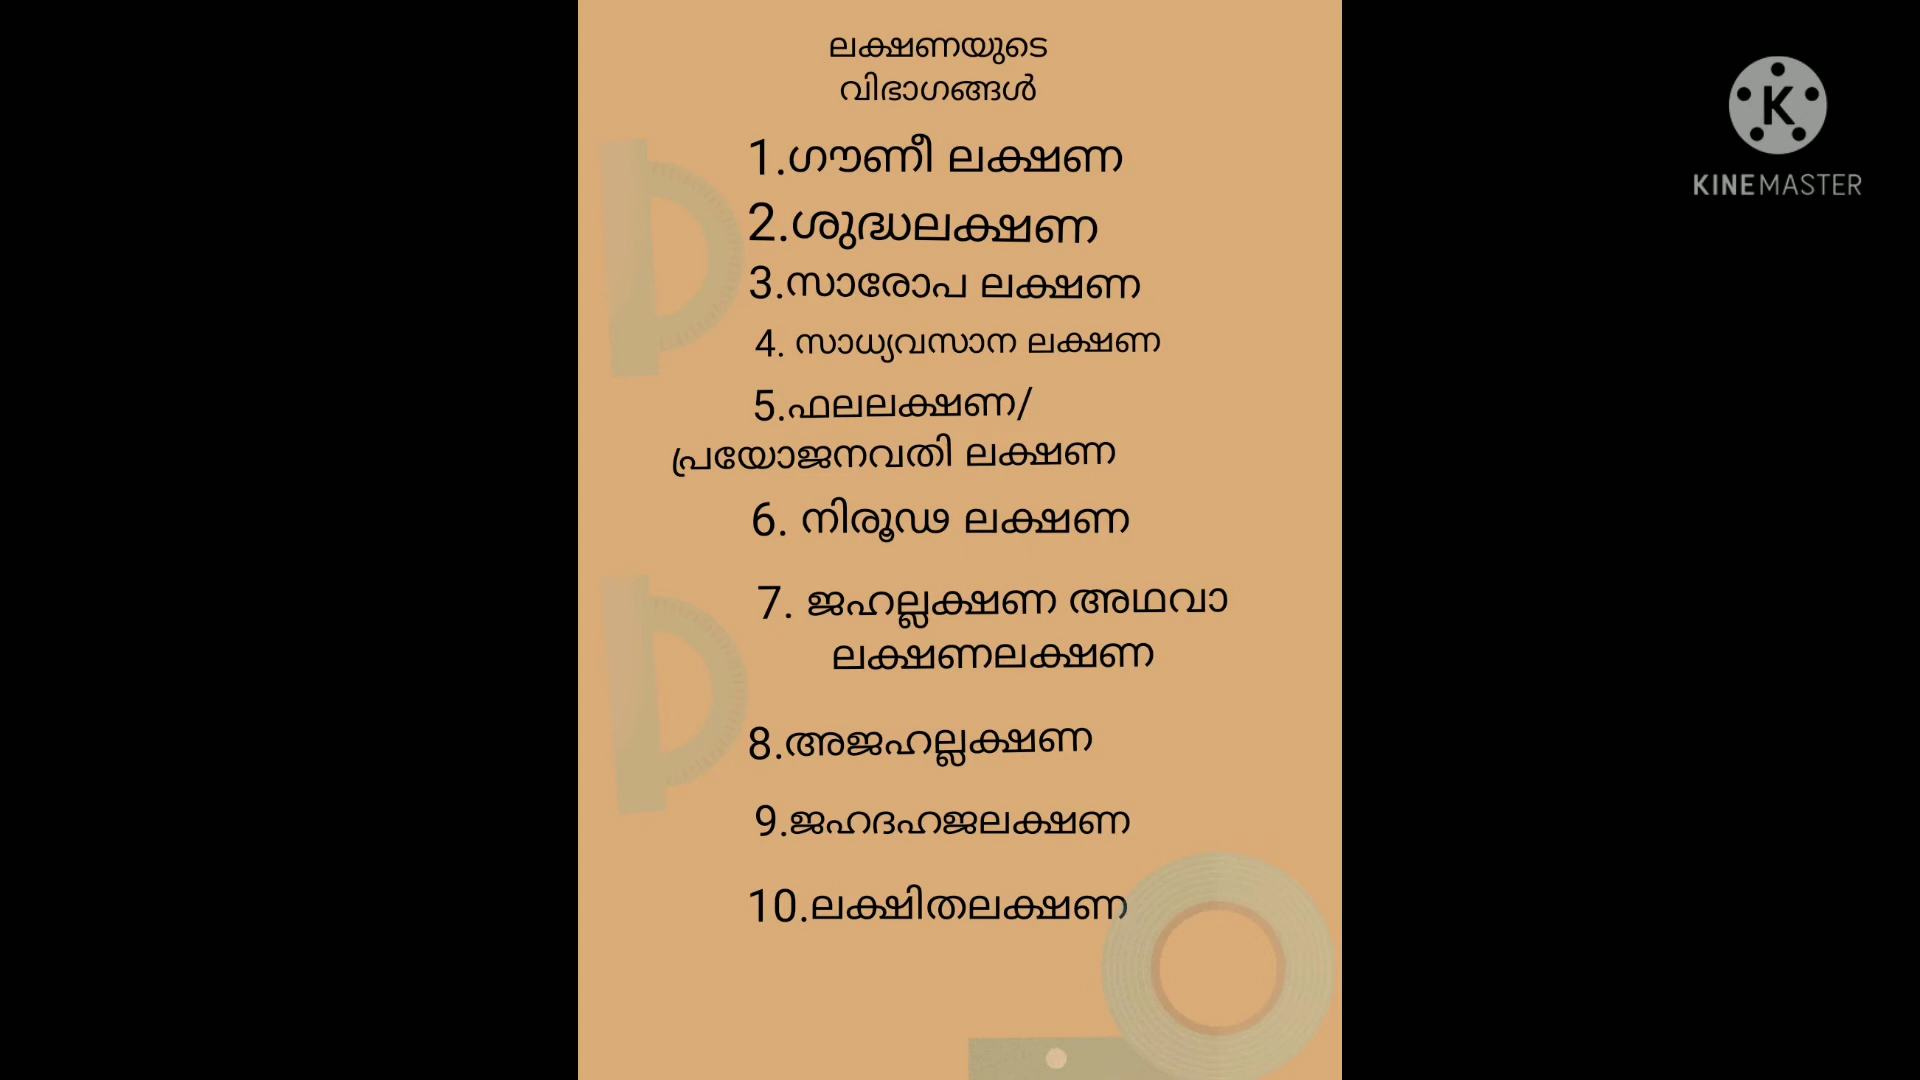 ലക്ഷണയുടെ
വിഭാഗങ്ങൾ
1.ഗൗണീ ലക്ഷണ
2.ശുദ്ധലക്ഷണ
3.സാരോപ ലക്ഷണ
4. സാധ്യവസാന ലക്ഷണ
5.ഫലലക്ഷണ/
പ്രയോജനവതി ലക്ഷണ
6. നിരൂഢ ലക്ഷണ
7. ജഹല്ലക്ഷണ അഥവാ
ലക്ഷണലക്ഷണ
8.അജഹല്ലക്ഷണ
9.ജഹദഹജലക്ഷണ
10.ലക്ഷിതലക്ഷണ
K
KINEMASTER